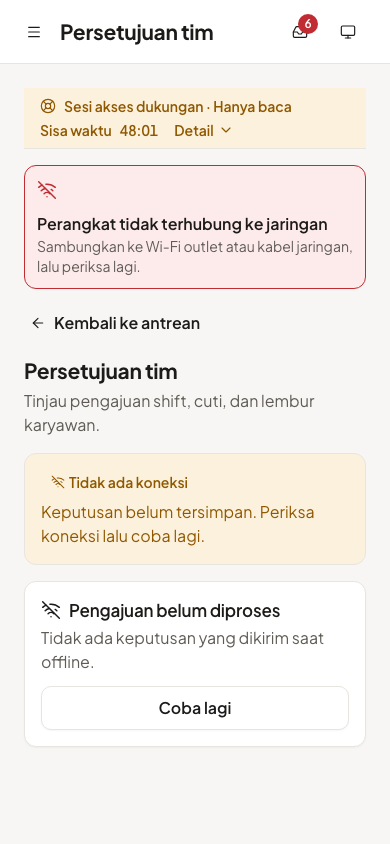 Persetujuan tim
6
Sesi akses dukungan · Hanya baca
Sisa waktu 48:01 Detail
Perangkat tidak terhubung ke jaringan
Sambungkan ke Wi-Fi outlet atau kabel jaringan,
lalu periksa lagi.
Kembali ke antrean
Persetujuan tim
Tinjau pengajuan shift, cuti, dan lembur
karyawan.
Tidak ada koneksi
Keputusan belum tersimpan. Periksa
koneksi lalu coba lagi.
Pengajuan belum diproses
Tidak ada keputusan yang dikirim saat
offline.
Coba lagi